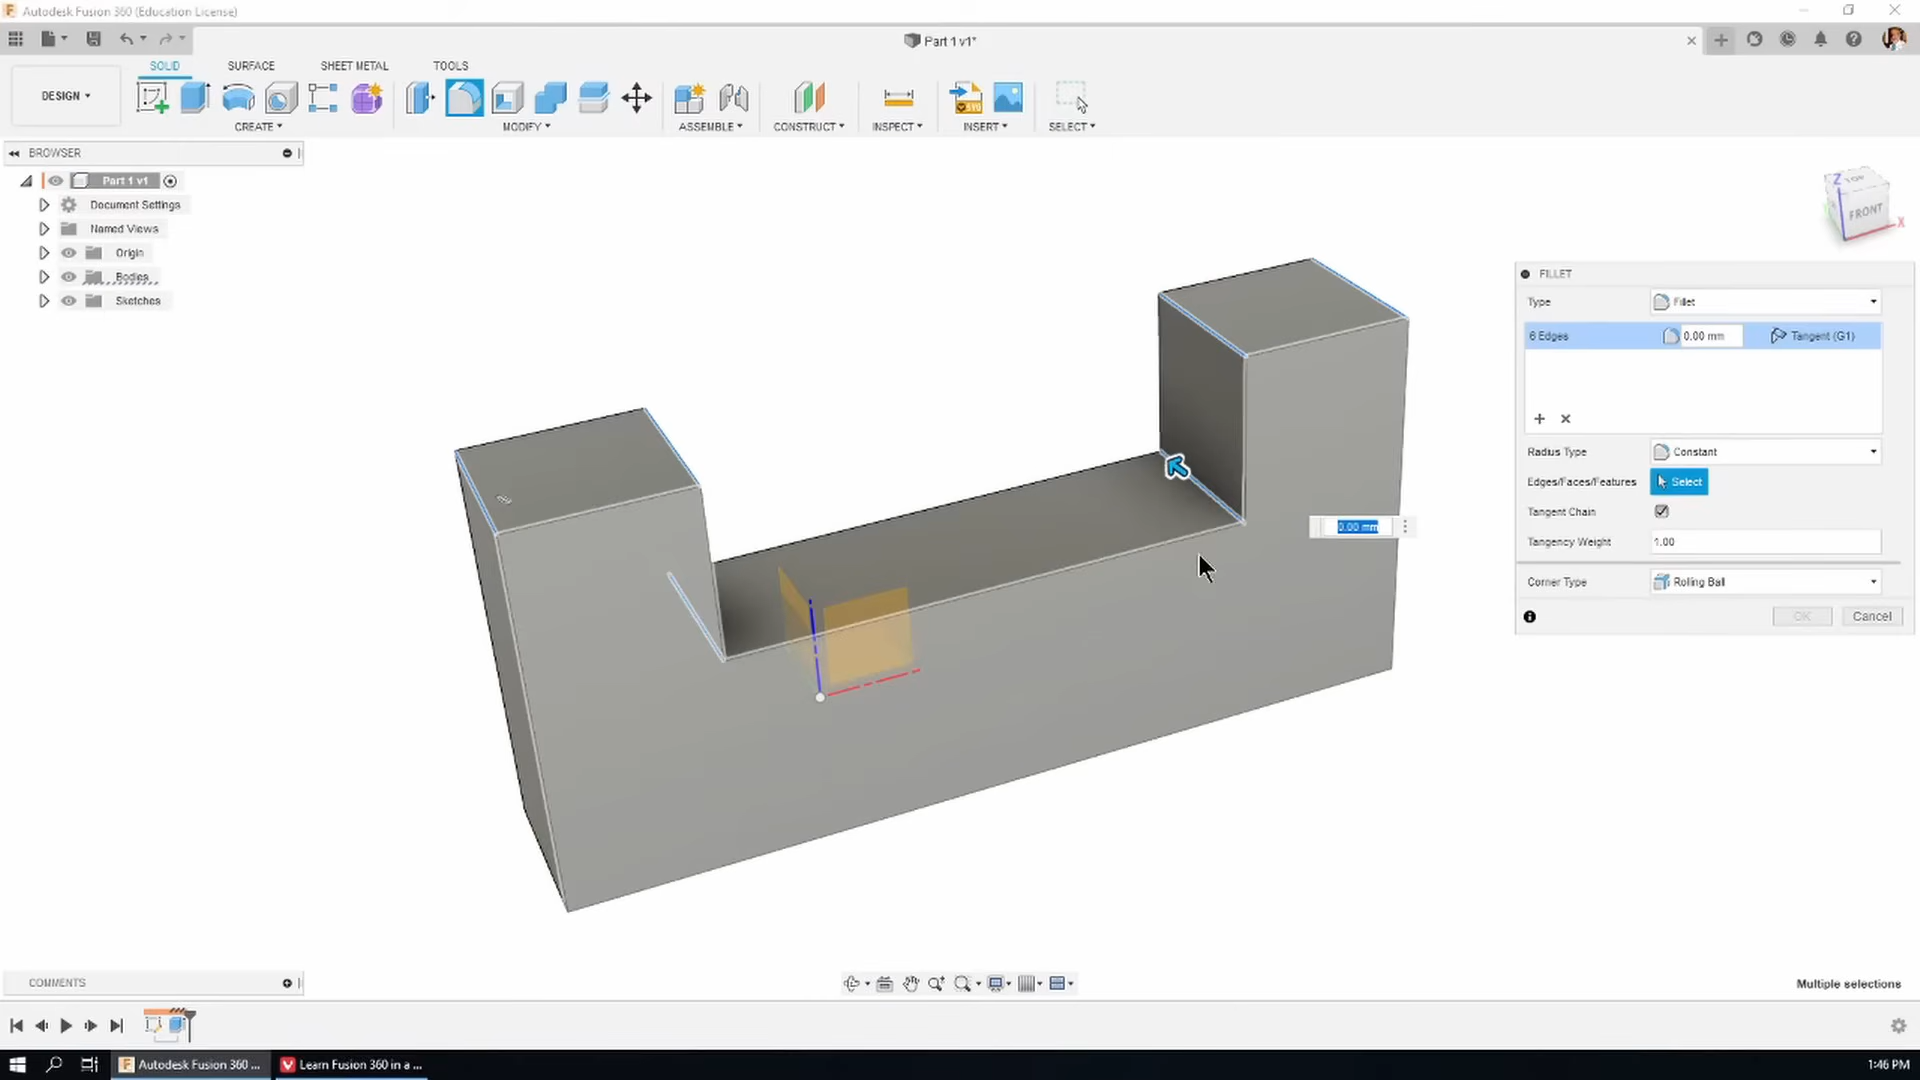 Autodesk Fusion 360 (Education License)
Part 1 v1*
DESIGN
SOLID
SURFACE
SHEET METAL
TOOLS
CREATE
MODIFY
ASSEMBLE
CONSTRUCT
INSPECT
INSERT
SELECT
BROWSER
Part 1 v1
Document Settings
Named Views
Origin
Bodies
Sketches
Z
TOP
FRONT
X
FILLET
Type
Fillet
6 Edges
0.00 mm
Tangent (G1)
Radius Type
Constant
Edges/Faces/Features
Select
Tangent Chain
Tangency Weight
1.00
Corner Type
Rolling Ball
OK
Cancel
0.00 mm
COMMENTS
Multiple selections
Autodesk Fusion 360 ...
Learn Fusion 360 in a ...
1:46 PM